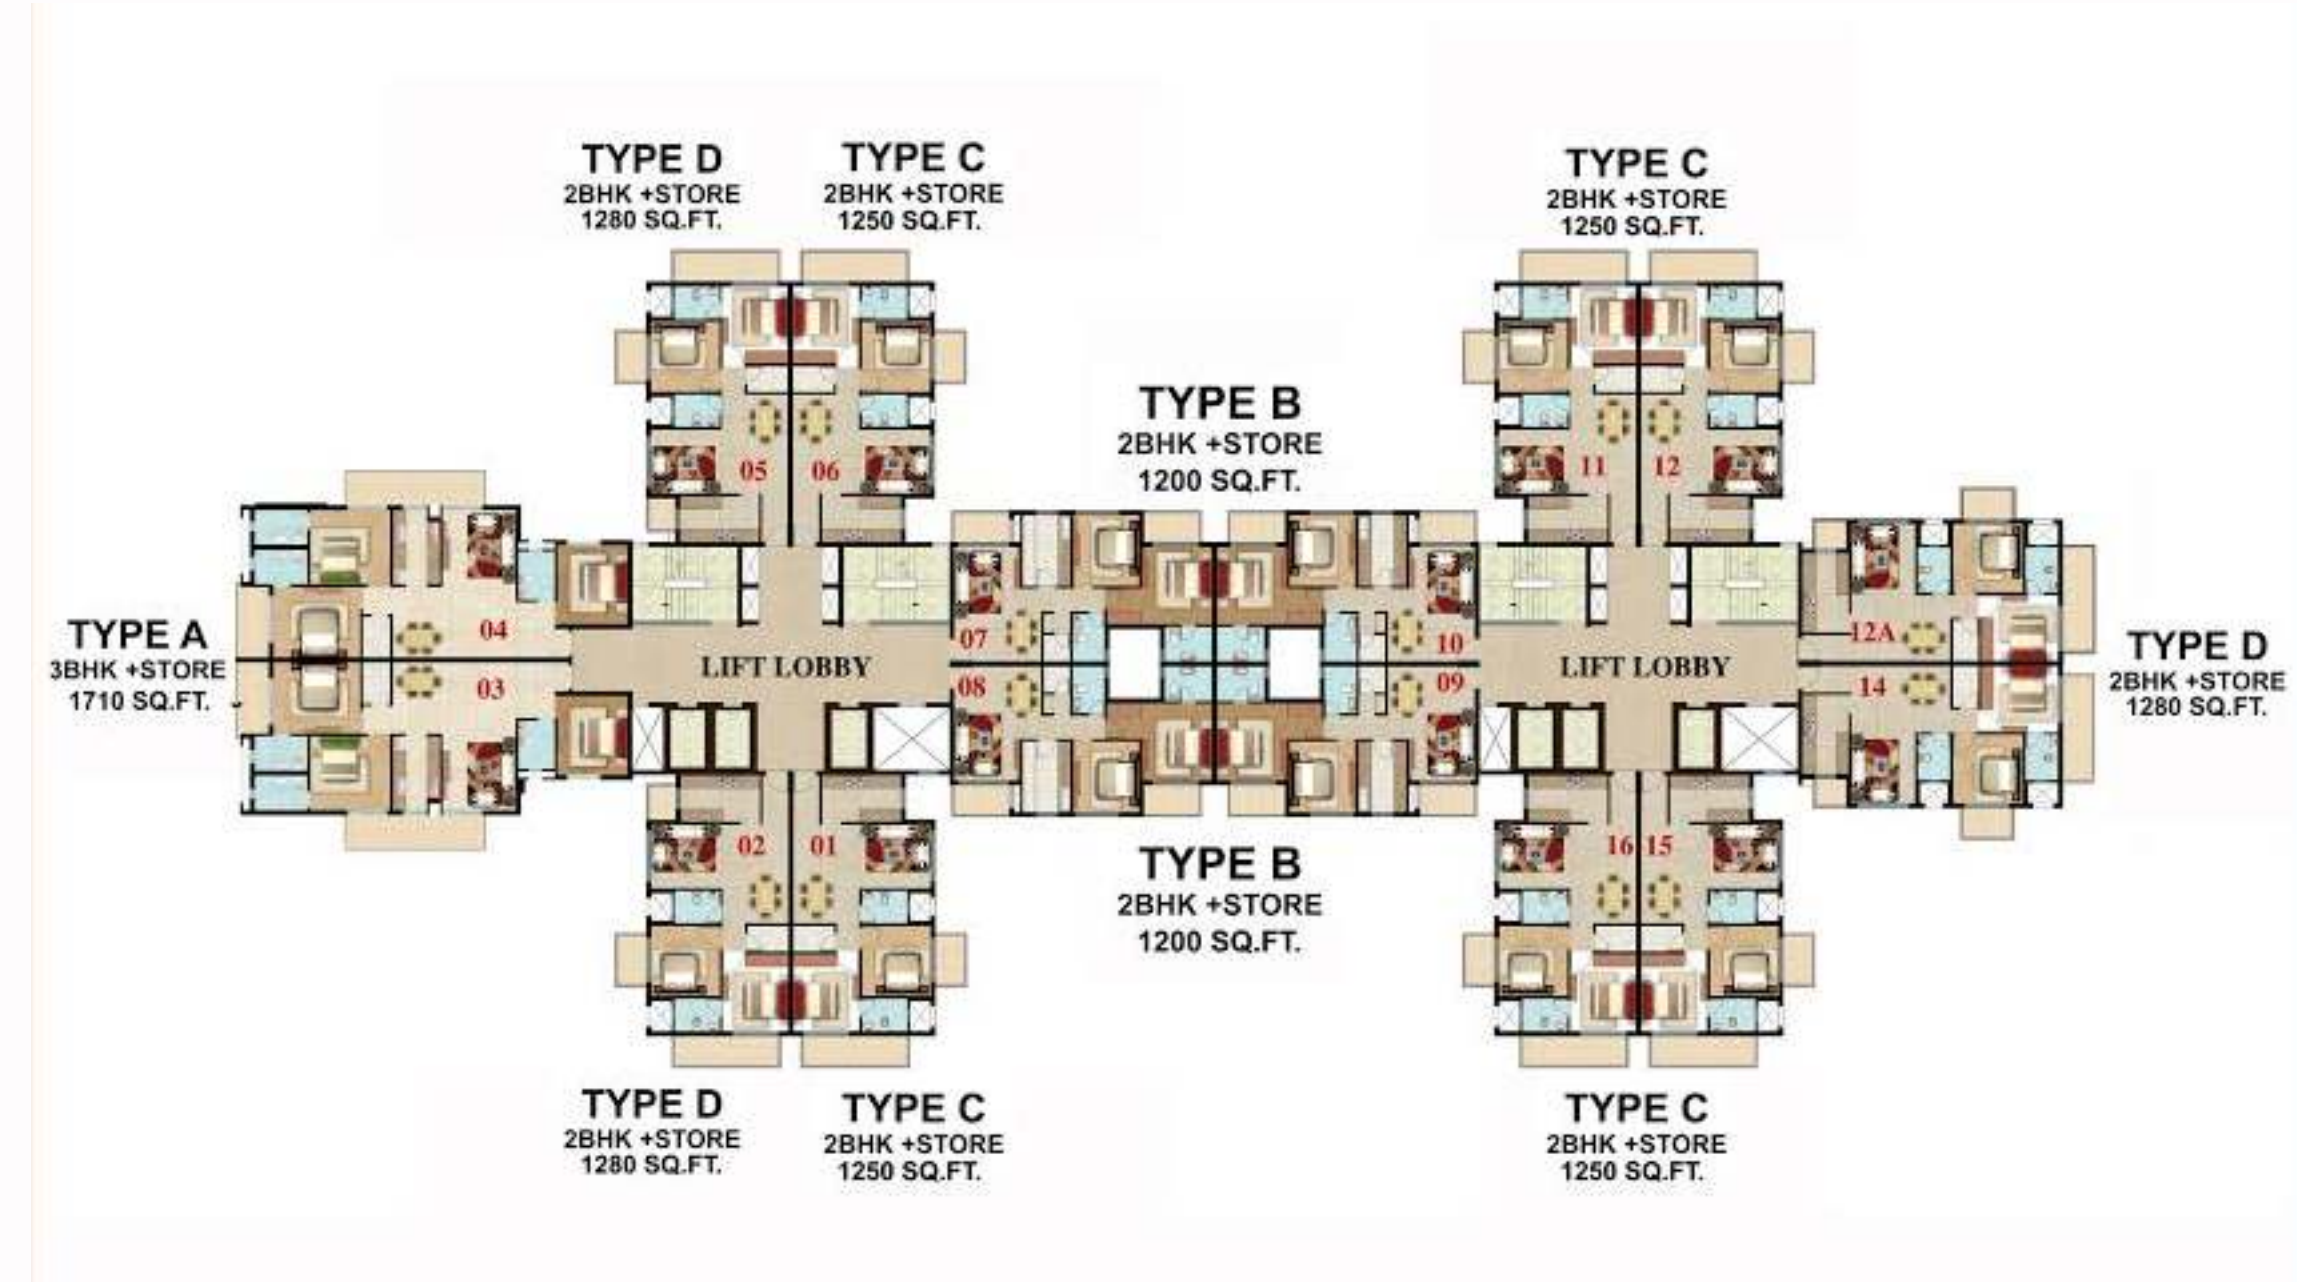 TYPE D
2BHK +STORE
1280 SQ.FT.
TYPE C
2BHK +STORE
1250 SQ.FT.
TYPE C
2BHK +STORE
1250 SQ.FT.
TYPE B
2BHK +STORE
1200 SQ.FT.
05
06
11
12
TYPE A
3BHK +STORE
1710 SQ.FT.
04
03
LIFT LOBBY
07
08
10
09
LIFT LOBBY
12A
14
TYPE D
2BHK +STORE
1280 SQ.FT.
02
01
16
15
TYPE B
2BHK +STORE
1200 SQ.FT.
TYPE D
2BHK +STORE
1280 SQ.FT.
TYPE C
2BHK +STORE
1250 SQ.FT.
TYPE C
2BHK +STORE
1250 SQ.FT.